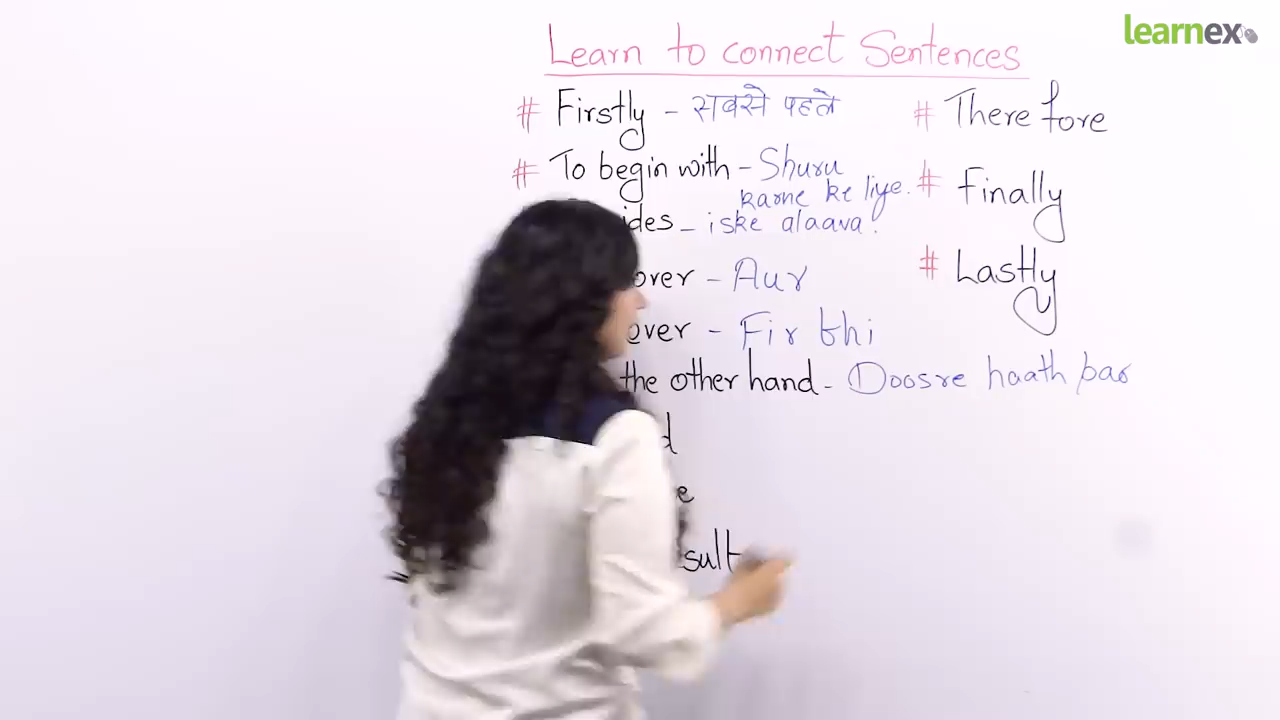 learnex
Learn to connect Sentences
# Firstly - सबसे पहले
# To begin with - Shuru
karne ke liye.
ides - iske alaava.
over - Aur
over - Fir bhi
the other hand - Doosre haath par
d
e
sult
# There fore
# Finally
# Lastly